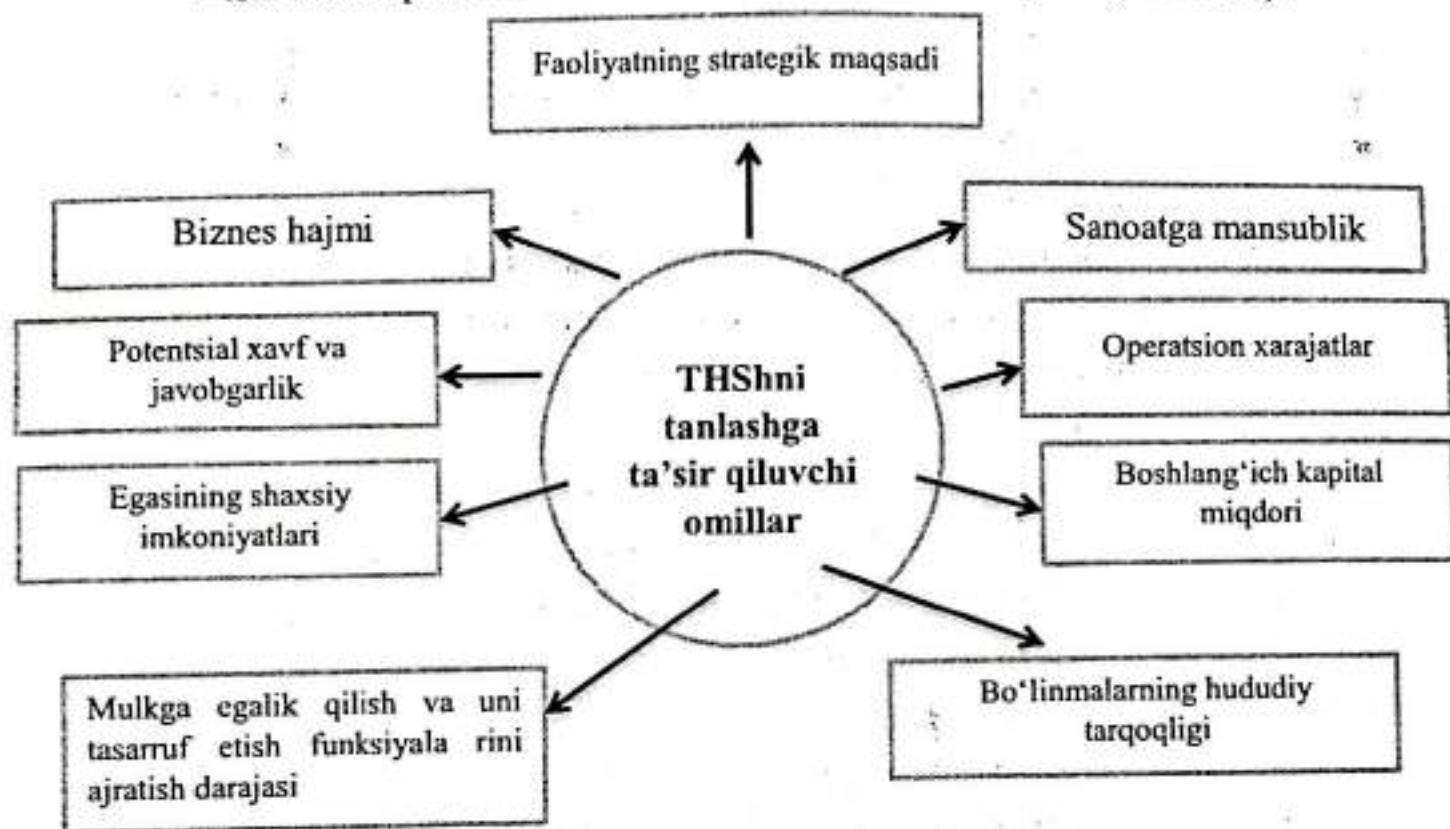 Faoliyatning strategik maqsadi
Biznes hajmi
Sanoatga mansublik
Potentsial xavf va
javobgarlik
Operatsion xarajatlar
THShni
tanlashga
ta’sir qiluvchi
omillar
Egasining shaxsiy
imkoniyatlari
Boshlang‘ich kapital
miqdori
Mulkga egalik qilish va uni
tasarruf etish funksiyala rini
ajratish darajasi
Bo‘linmalarning hududiy
tarqoqligi